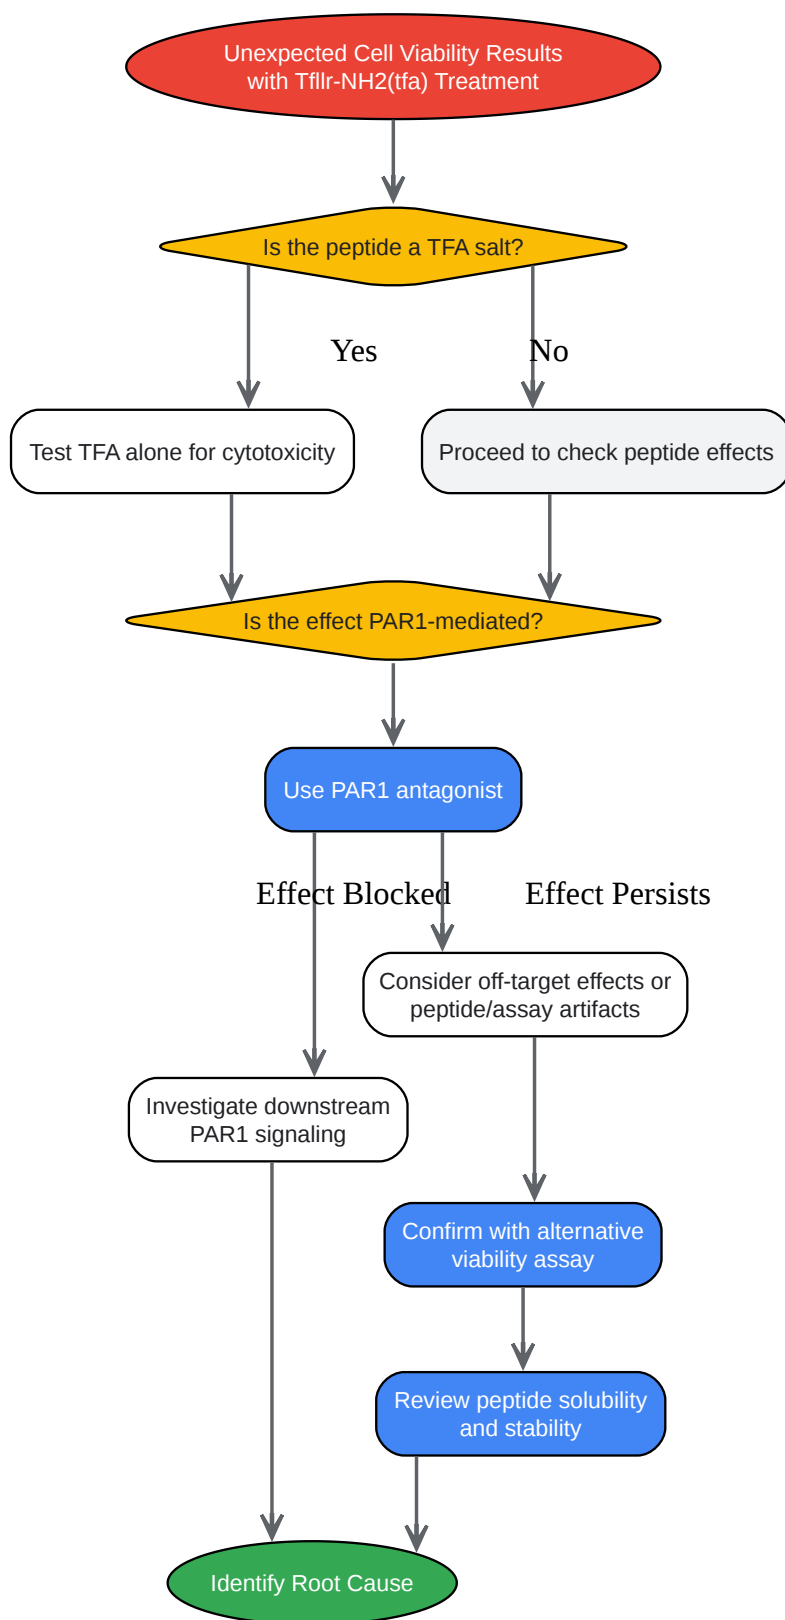 Unexpected Cell Viability Results
with Tfllr-NH2(tfa) Treatment
Is the peptide a TFA salt?
Yes
No
Test TFA alone for cytotoxicity
Proceed to check peptide effects
Is the effect PAR1-mediated?
Use PAR1 antagonist
Effect Blocked
Effect Persists
Consider off-target effects or
peptide/assay artifacts
Investigate downstream
PAR1 signaling
Confirm with alternative
viability assay
Review peptide solubility
and stability
Identify Root Cause